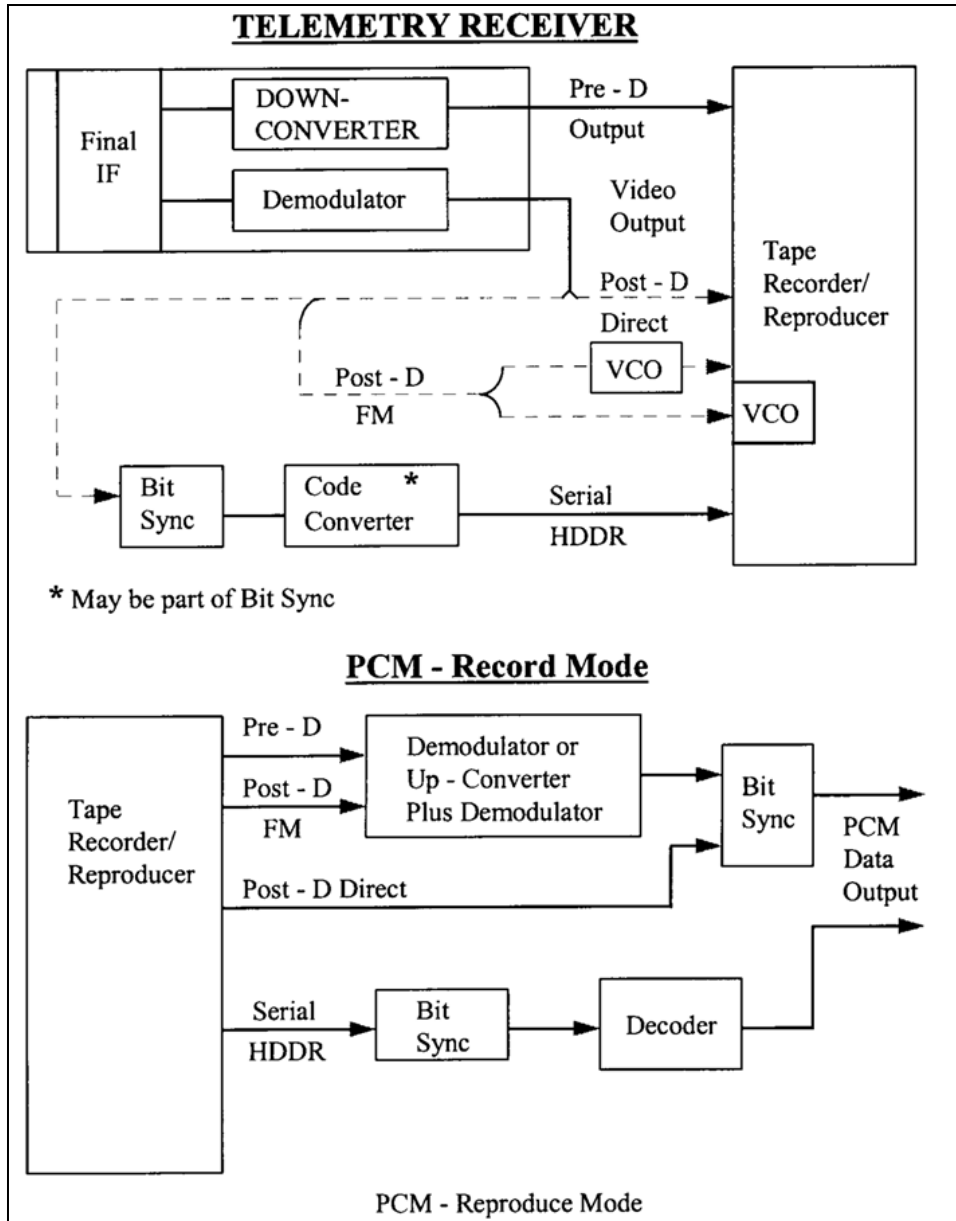 TELEMETRY RECEIVER
Final
IF
DOWN-
CONVERTER
Demodulator
Pre - D
Output
Video
Output
Post - D
Direct
Tape
Recorder/
Reproducer
Post - D
FM
VCO
VCO
Bit
Sync
Code *
Converter
Serial
HDDR
* May be part of Bit Sync
PCM - Record Mode
Tape
Recorder/
Reproducer
Pre - D
Post - D
FM
Demodulator or
Up - Converter
Plus Demodulator
Bit
Sync
PCM
Data
Output
Post - D Direct
Serial
HDDR
Bit
Sync
Decoder
PCM - Reproduce Mode